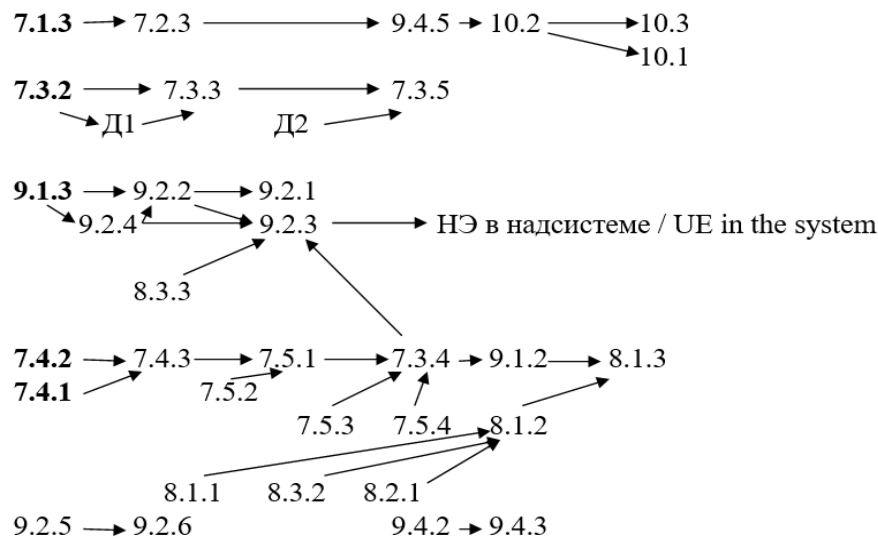 7.1.3 7.2.3 9.4.5 10.2 10.3
10.1
7.3.2 7.3.3 7.3.5
Д1 Д2
9.1.3 9.2.2 9.2.1
9.2.4 9.2.3 НЭ в надсистеме / UE in the system
8.3.3
7.4.2 7.4.3 7.5.1 7.3.4 9.1.2 8.1.3
7.4.1 7.5.2
7.5.3 7.5.4 8.1.2
8.1.1 8.3.2 8.2.1
9.2.5 9.2.6 9.4.2 9.4.3